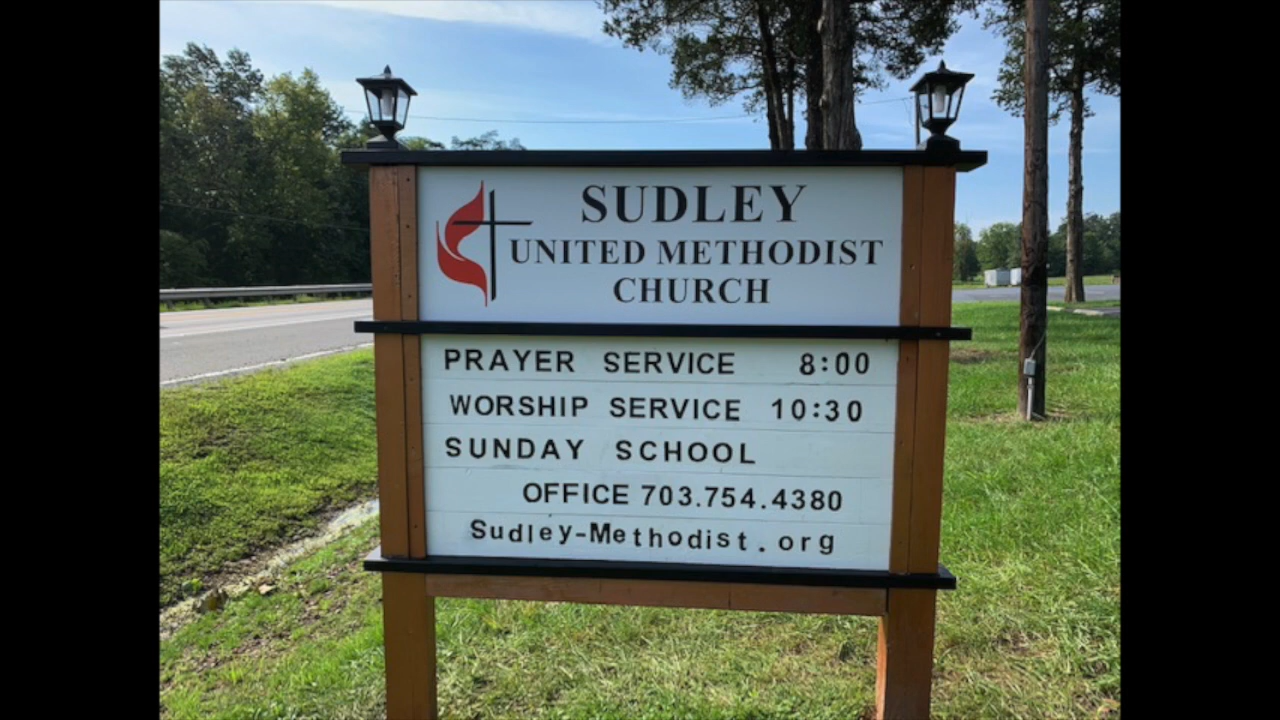 SUDLEY
UNITED METHODIST
CHURCH
PRAYER SERVICE 8:00
WORSHIP SERVICE 10:30
SUNDAY SCHOOL
OFFICE 703.754.4380
Sudley-Methodist.org